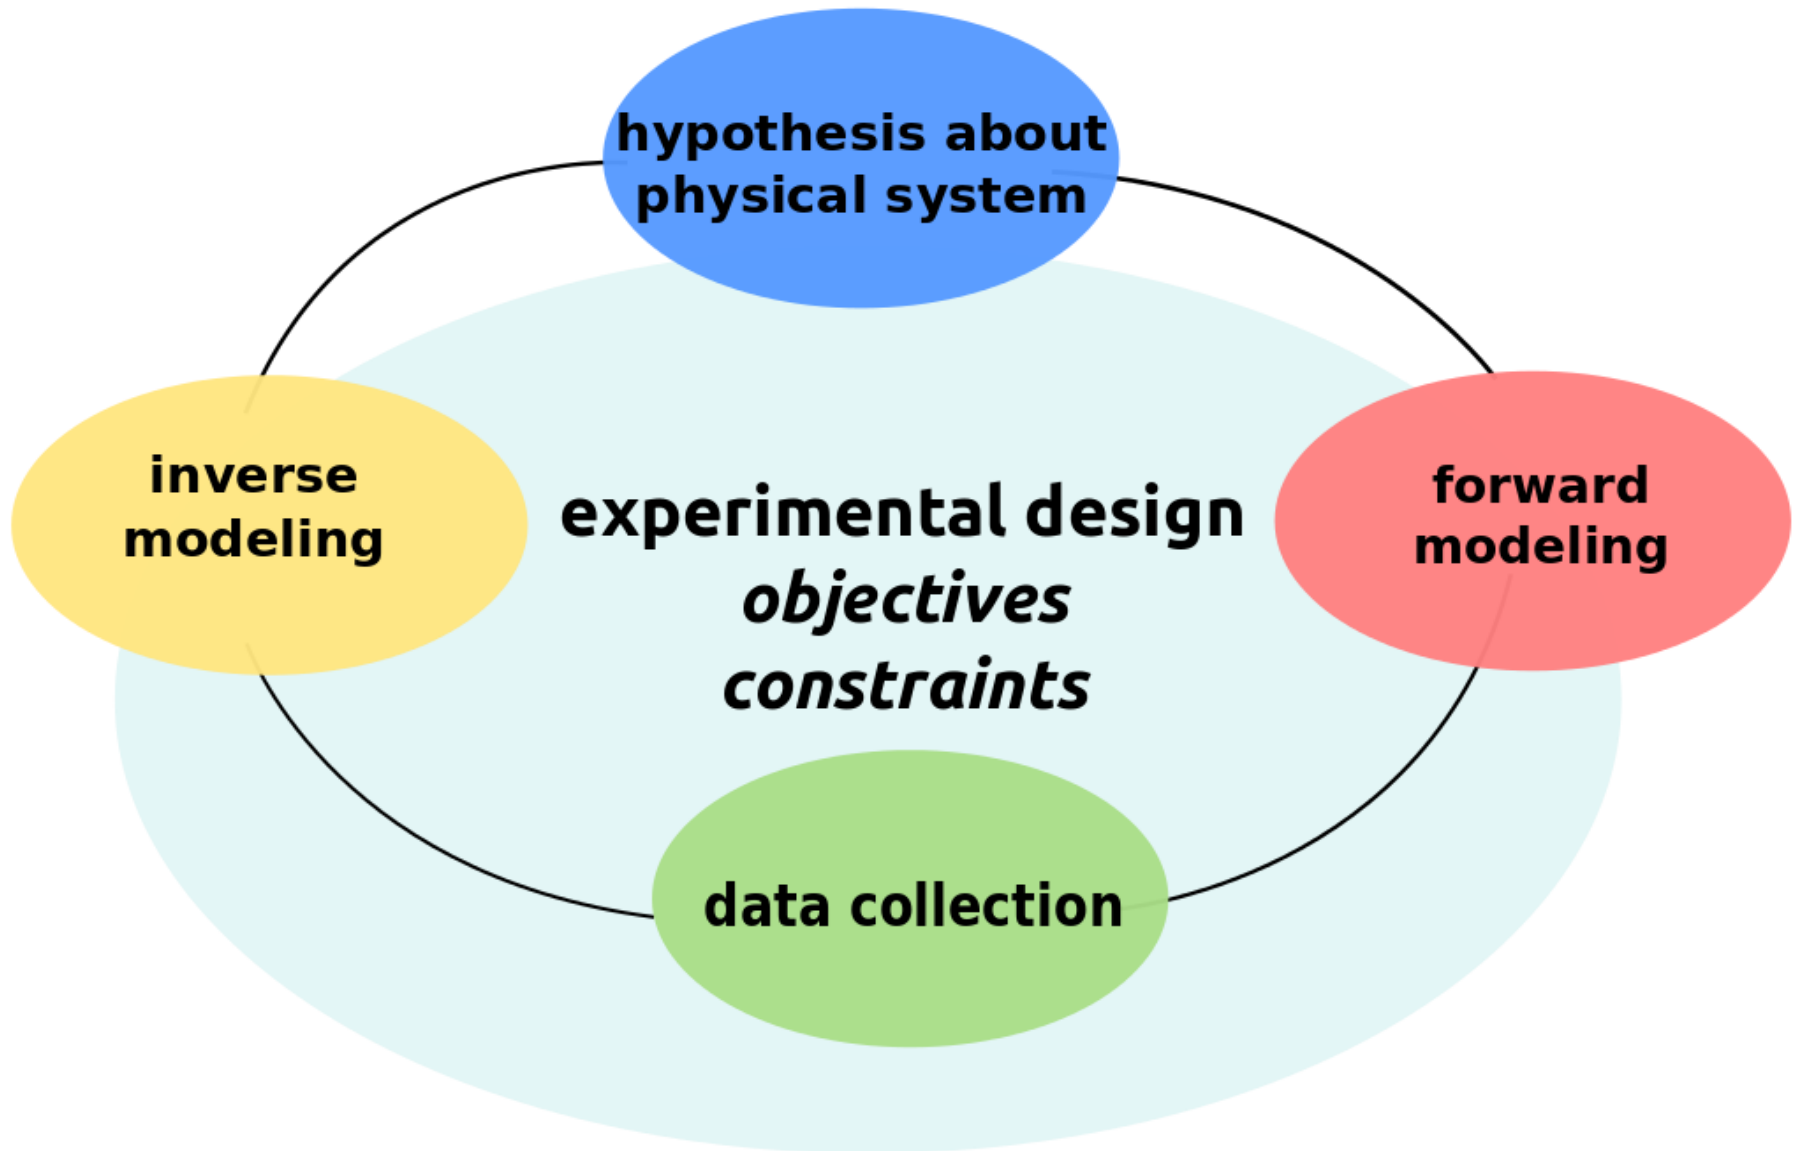 hypothesis about
physical system
inverse
modeling
experimental design
objectives
constraints
forward
modeling
data collection